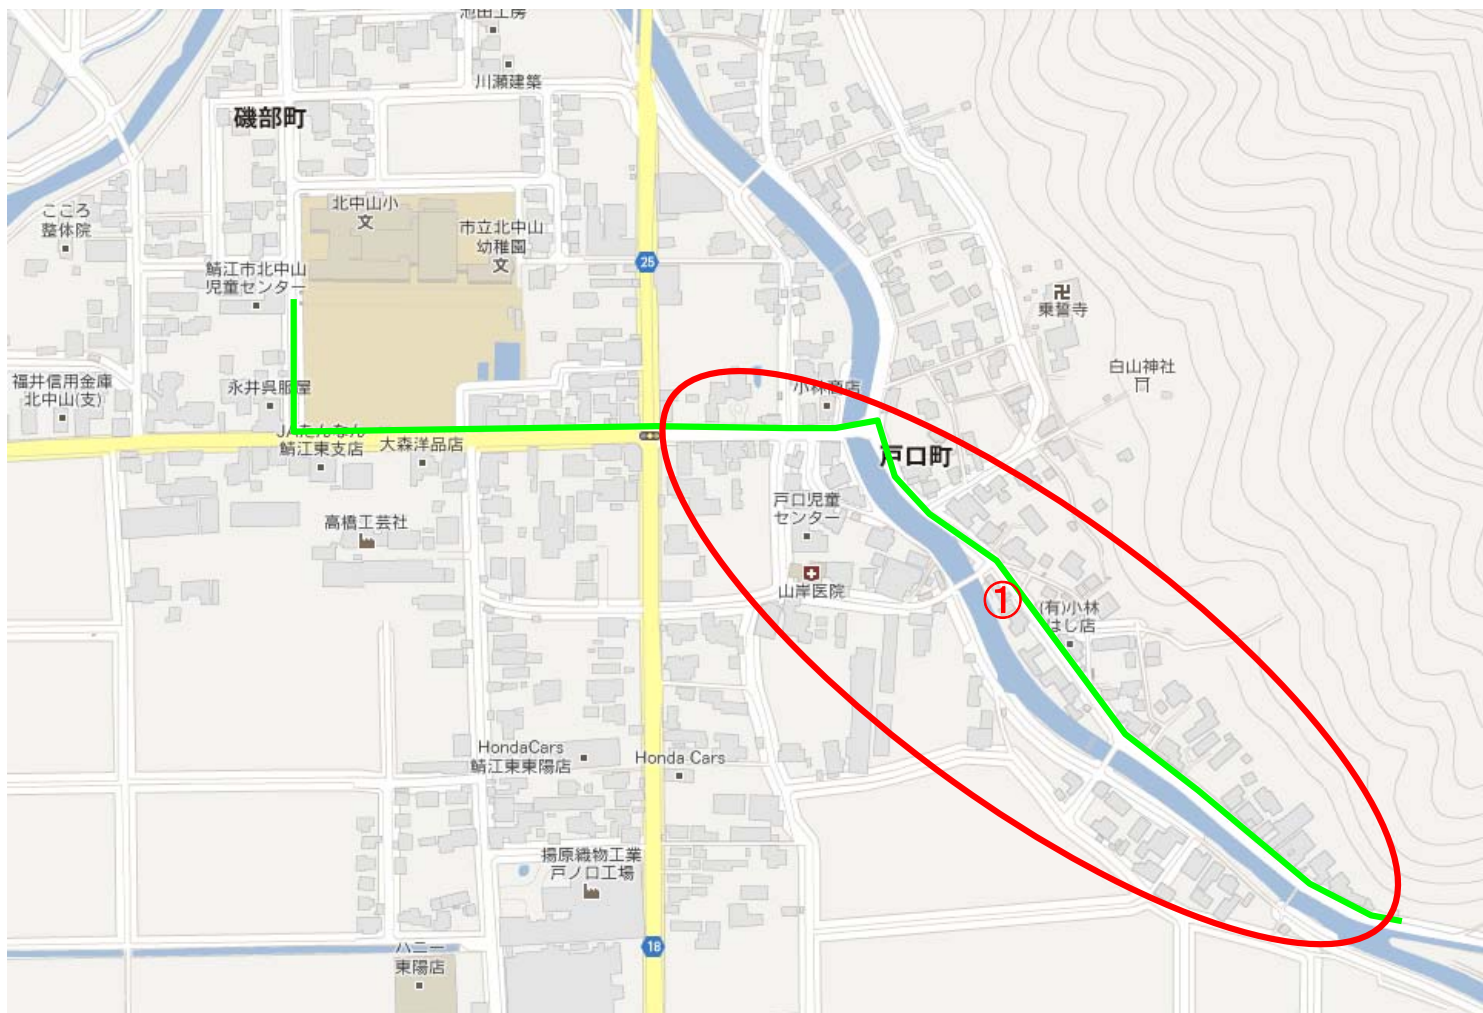 池田工房
川瀬建築
磯部町
北中山小
文
市立北中山
幼稚園
文
こころ
整体院
鯖江市北中山
児童センター
25
卍
乗誓寺
白山神社
福井信用金庫
北中山(支)
永井呉服屋
小林商店
JAたんなん
鯖江東支店
大森洋品店
戸口町
戸口児童
センター
高橋工芸社
山岸医院
①
(有)小林
はし店
HondaCars
鯖江東東陽店
Honda Cars
揚原織物工業
戸ノ口工場
18
ハニー
東陽店